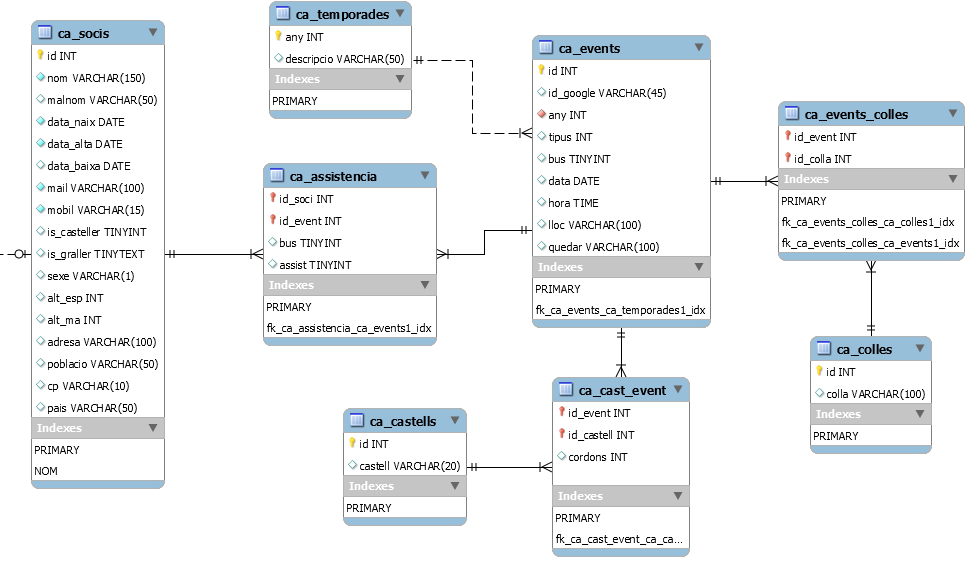 ca_socis
id INT
nom VARCHAR(150)
malnom VARCHAR(50)
data_naix DATE
data_alta DATE
data_baixa DATE
mail VARCHAR(100)
mobil VARCHAR(15)
is_casteller TINYINT
is_graller TINYTEXT
sexe VARCHAR(1)
alt_esp INT
alt_ma INT
adresa VARCHAR(100)
poblacio VARCHAR(50)
cp VARCHAR(10)
pais VARCHAR(50)
Indexes
PRIMARY
NOM
ca_temporades
any INT
descripcio VARCHAR(50)
Indexes
PRIMARY
ca_assistencia
id_soci INT
id_event INT
bus TINYINT
assist TINYINT
Indexes
PRIMARY
fk_ca_assistencia_ca_events1_idx
ca_events
id INT
id_google VARCHAR(45)
any INT
tipus INT
bus TINYINT
data DATE
hora TIME
lloc VARCHAR(100)
quedar VARCHAR(100)
Indexes
PRIMARY
fk_ca_events_ca_temporades1_idx
ca_events_colles
id_event INT
id_colla INT
Indexes
PRIMARY
fk_ca_events_colles_ca_colles1_idx
fk_ca_events_colles_ca_events1_idx
ca_colles
id INT
colla VARCHAR(100)
Indexes
PRIMARY
ca_castells
id INT
castell VARCHAR(20)
Indexes
PRIMARY
ca_cast_event
id_event INT
id_castell INT
cordons INT
Indexes
PRIMARY
fk_ca_cast_event_ca_ca...